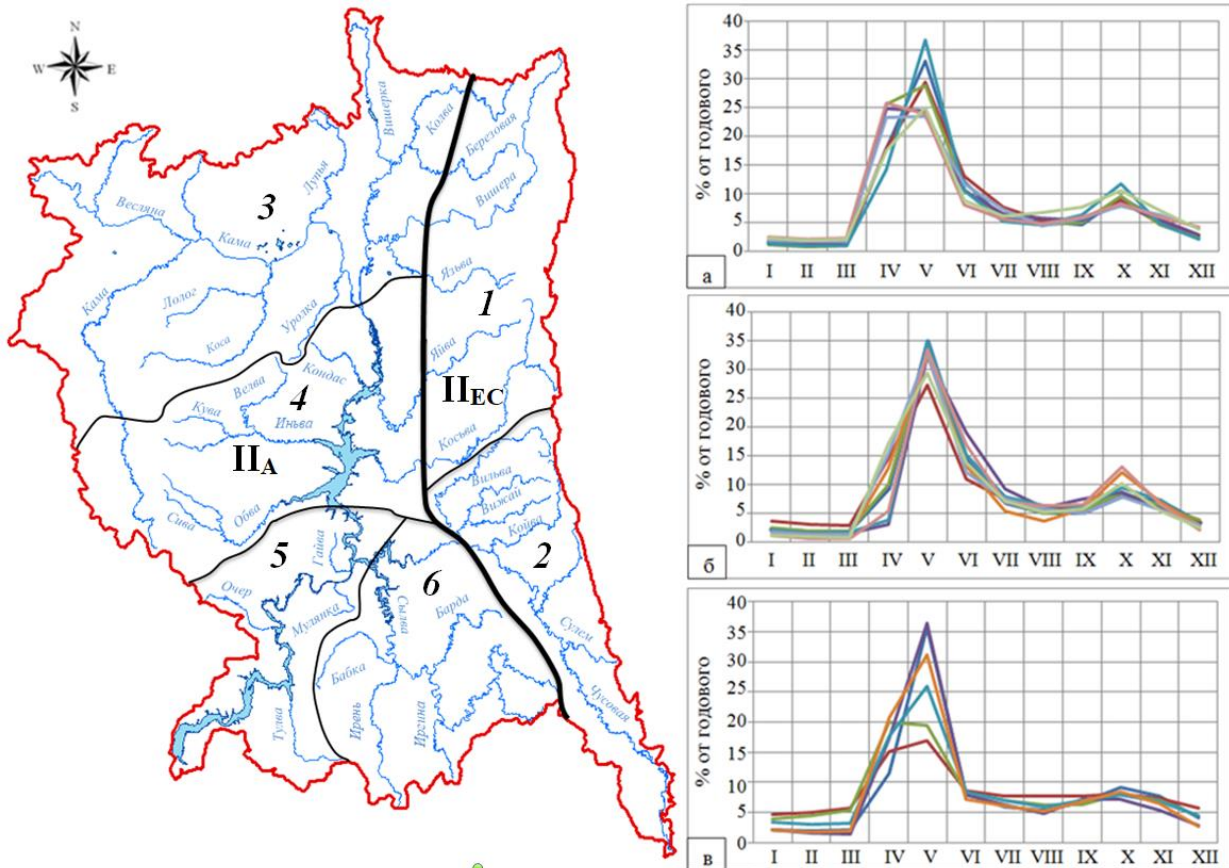 N
W E
S
Вишерка
Колва
Березовая
Вишера
Весляна
Лупья
3
Кама
Кама
Лолог
Коса
Уролка
Язьва
1
Яйва
Кондас
Велва
4
Кува
Иньва
II_EC
II_A
Косьва
Обва
Сива
Вильва
Вижай
Койва
2
5
Гайва
6
Очер
Мулянка
Сылва
Барда
Сулем
Чусовая
Бабка
Ирень
Иргина
Тулва
% от годового
40
35
30
25
20
15
10
5
0
I II III IV V VI VII VIII IX X XI XII
а
% от годового
40
35
30
25
20
15
10
5
0
I II III IV V VI VII VIII IX X XI XII
б
% от годового
40
35
30
25
20
15
10
5
0
I II III IV V VI VII VIII IX X XI XII
в